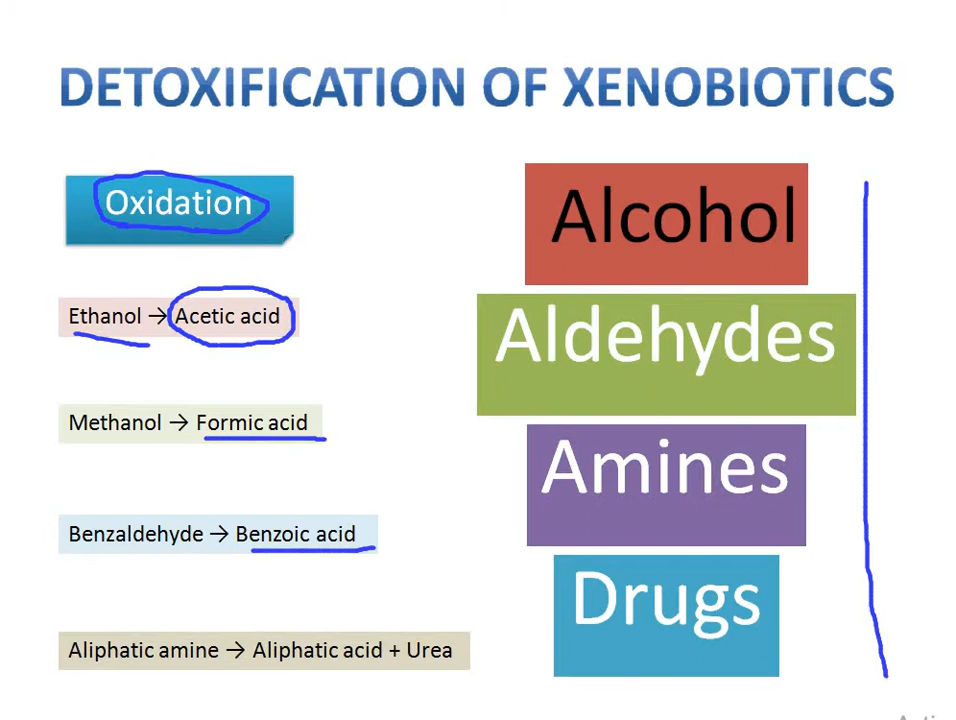 DETOXIFICATION OF XENOBIOTICS
Oxidation
Ethanol → Acetic acid
Methanol → Formic acid
Benzaldehyde → Benzoic acid
Aliphatic amine → Aliphatic acid + Urea
Alcohol
Aldehydes
Amines
Drugs